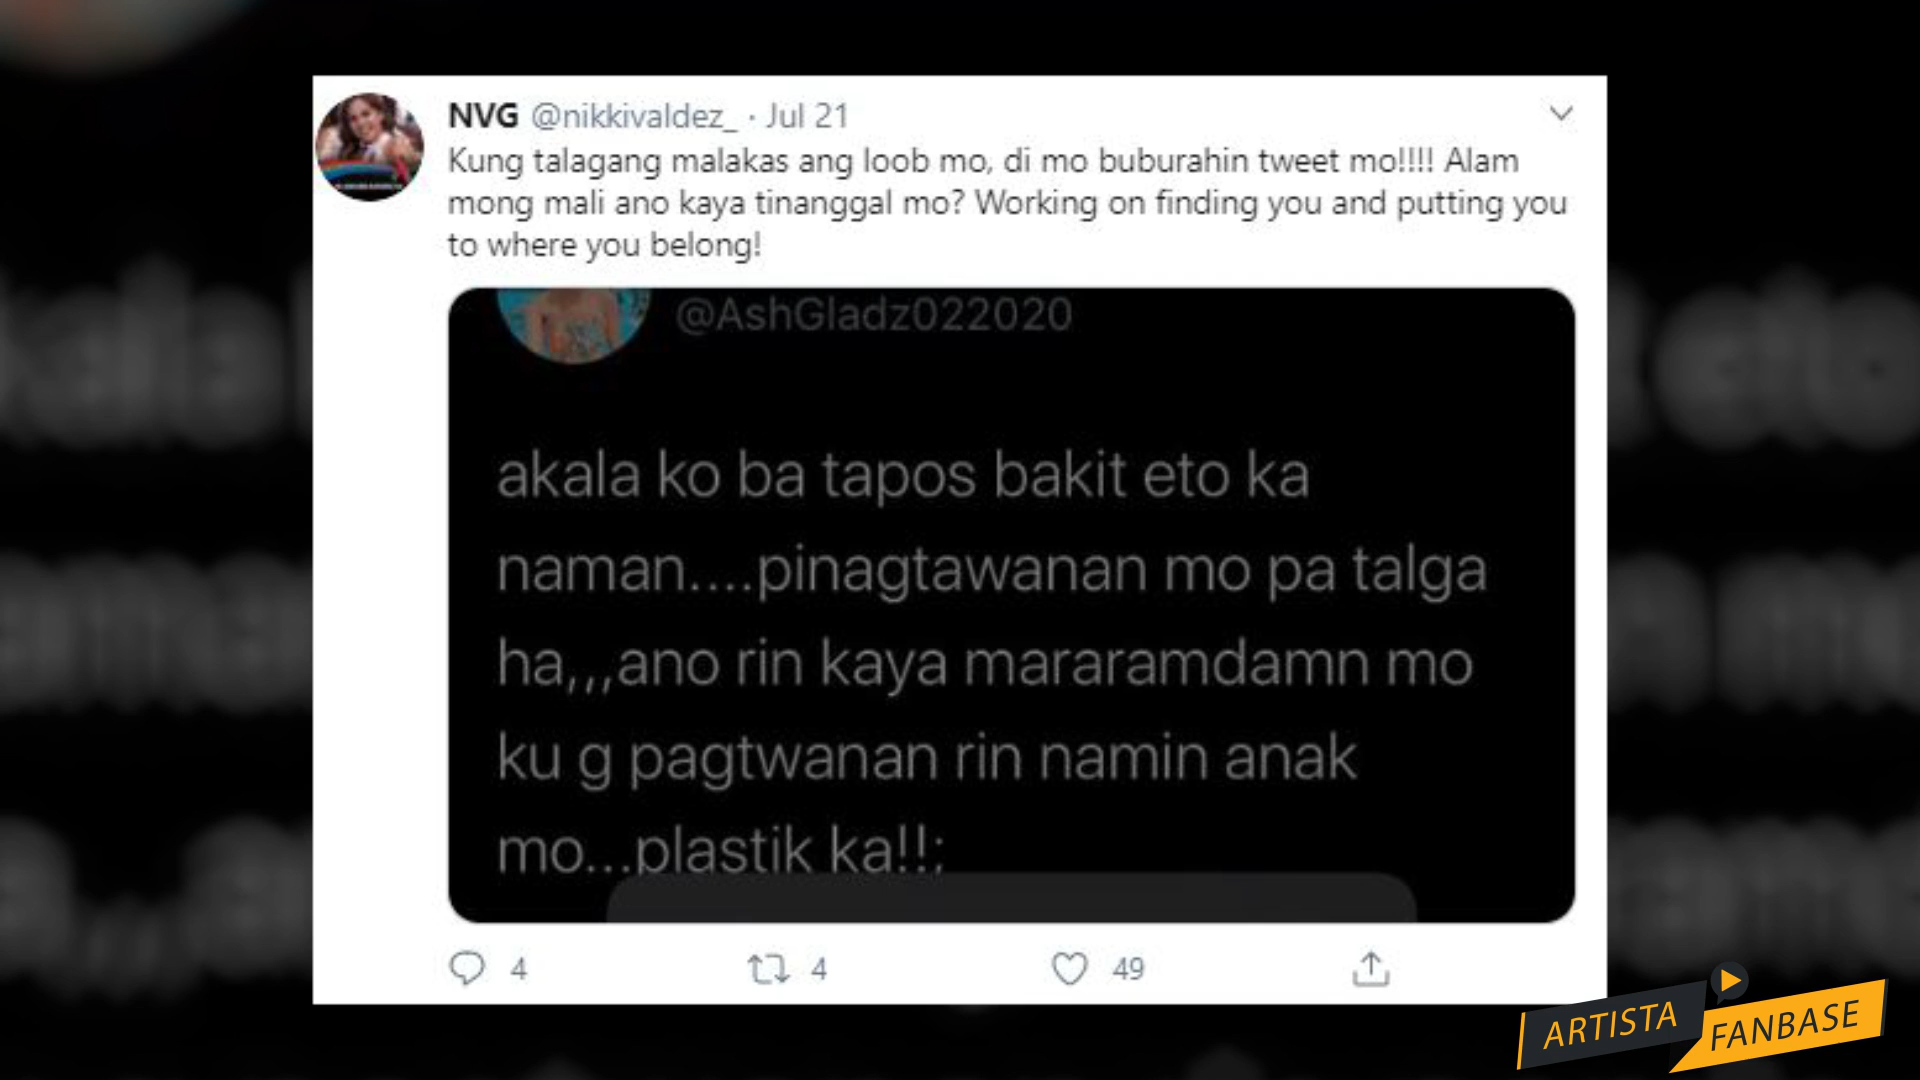 NVG @nikkivaldez_ · Jul 21
Kung talagang malakas ang loob mo, di mo buburahin tweet mo!!!! Alam
mong mali ano kaya tinanggal mo? Working on finding you and putting you
to where you belong!
@AshGladz022020
akala ko ba tapos bakit eto ka
naman....pinagtawanan mo pa talga
ha,,,ano rin kaya mararamdamn mo
ku g pagtwanan rin namin anak
mo...plastik ka!!;
4 4 49
ARTISTA
FANBASE